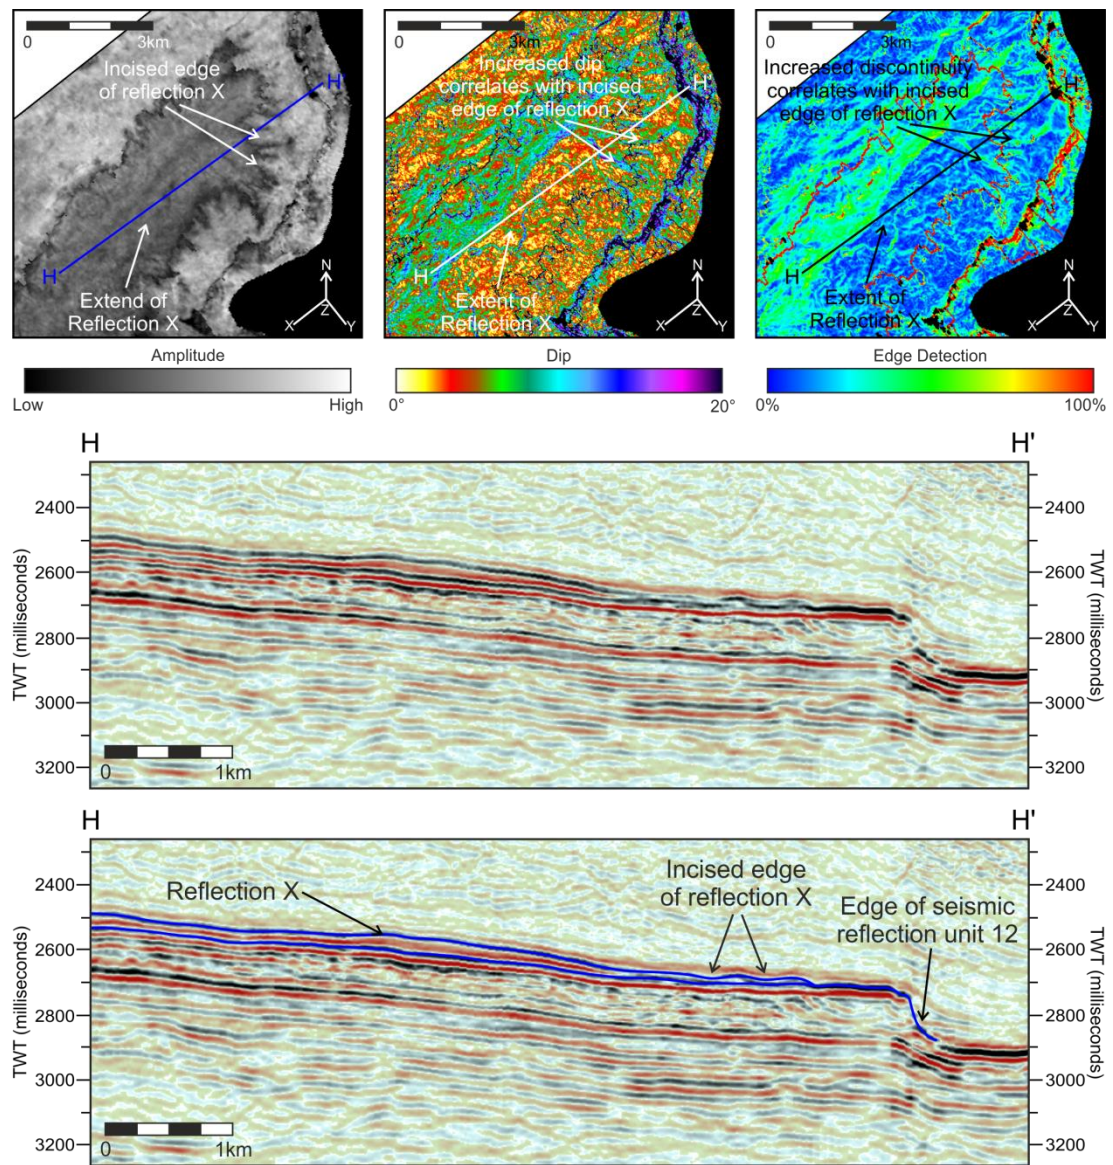 0 3km
Incised edge
of reflection X
H'
H
Extend of
Reflection X
N
X Z Y
Amplitude
Low High
0 3km
Increased dip
correlates with incised
edge of reflection X
H'
H
Extent of
Reflection X
N
X Z Y
Dip
0° 20°
0 3km
Increased discontinuity
correlates with incised
edge of reflection X
H'
H
Extent of
Reflection X
N
X Z Y
Edge Detection
0% 100%
H H'
TWT (milliseconds)
2400 2400
2600 2600
2800 2800
3000 3000
3200 3200
TWT (milliseconds)
0 1km
H H'
TWT (milliseconds)
2400 2400
2600 2600
2800 2800
3000 3000
3200 3200
TWT (milliseconds)
Reflection X
Incised edge
of reflection X
Edge of seismic
reflection unit 12
0 1km